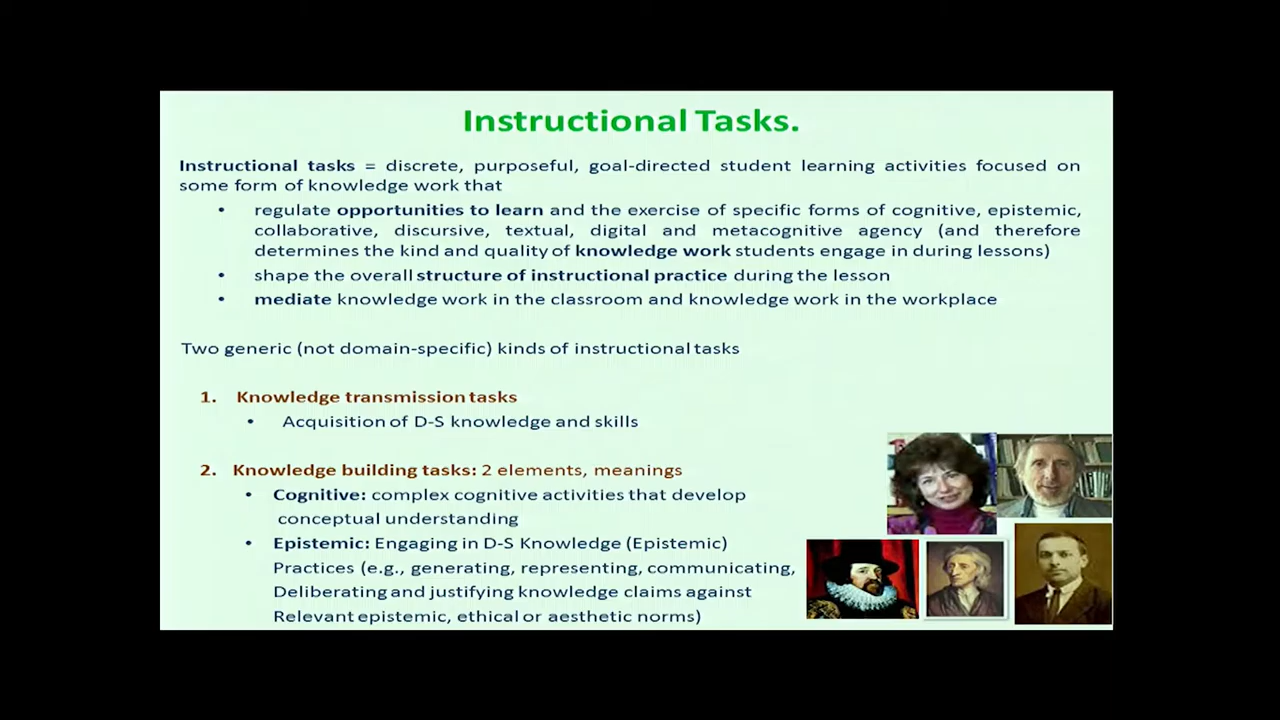 Instructional Tasks.
Instructional tasks = discrete, purposeful, goal-directed student learning activities focused on
some form of knowledge work that
• regulate opportunities to learn and the exercise of specific forms of cognitive, epistemic,
collaborative, discursive, textual, digital and metacognitive agency (and therefore
determines the kind and quality of knowledge work students engage in during lessons)
• shape the overall structure of instructional practice during the lesson
• mediate knowledge work in the classroom and knowledge work in the workplace
Two generic (not domain-specific) kinds of instructional tasks
1. Knowledge transmission tasks
• Acquisition of D-S knowledge and skills
2. Knowledge building tasks: 2 elements, meanings
• Cognitive: complex cognitive activities that develop
conceptual understanding
• Epistemic: Engaging in D-S Knowledge (Epistemic)
Practices (e.g., generating, representing, communicating,
Deliberating and justifying knowledge claims against
Relevant epistemic, ethical or aesthetic norms)